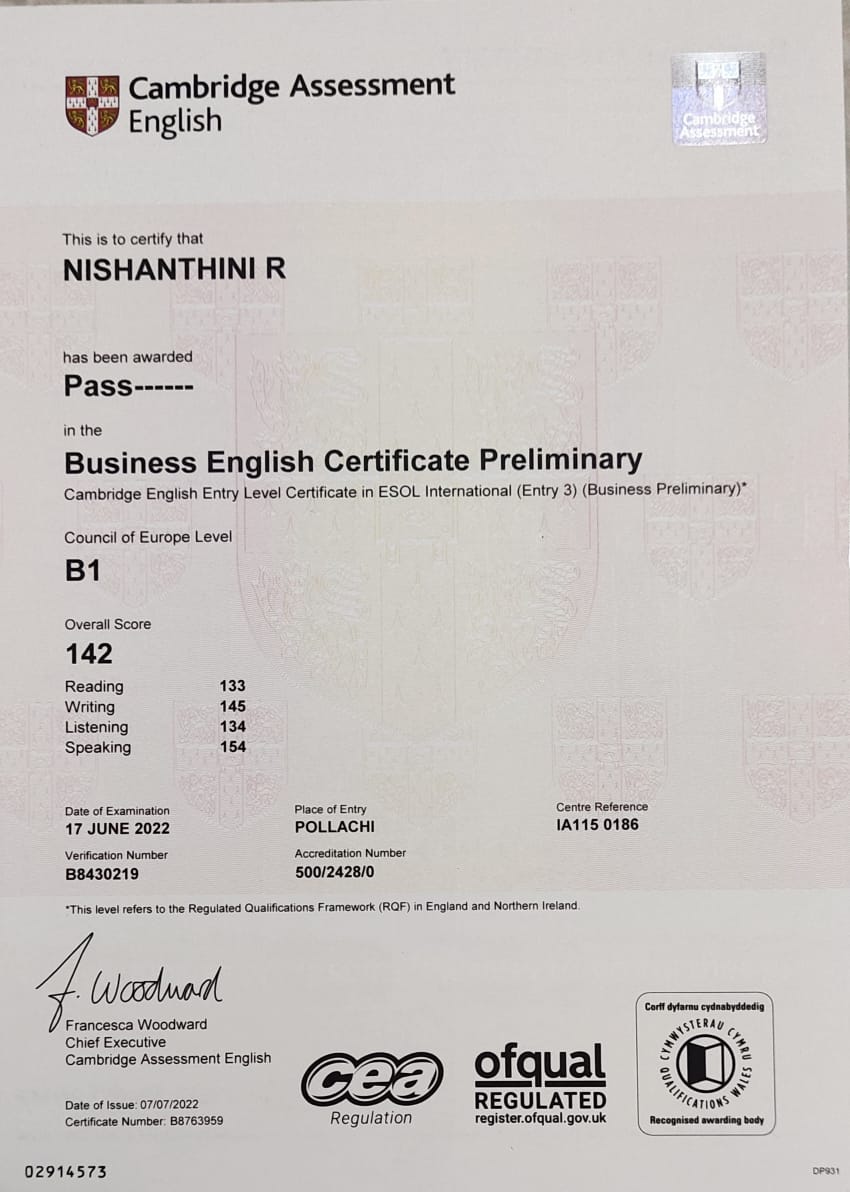 Cambridge Assessment
English
Cambridge
Assessment
This is to certify that
NISHANTHINI R
has been awarded
Pass------
in the
Business English Certificate Preliminary
Cambridge English Entry Level Certificate in ESOL International (Entry 3) (Business Preliminary)*
Council of Europe Level
B1
Overall Score
142
Reading 133
Writing 145
Listening 134
Speaking 154
Date of Examination Place of Entry Centre Reference
17 JUNE 2022 POLLACHI IA115 0186
Verification Number Accreditation Number
B8430219 500/2428/0
*This level refers to the Regulated Qualifications Framework (RQF) in England and Northern Ireland.
F. Woodward
Francesca Woodward
Chief Executive
Cambridge Assessment English
Date of Issue: 07/07/2022
Certificate Number: B8763959
cea
Regulation
ofqual
REGULATED
register.ofqual.gov.uk
Corff dyfarnu cydnabyddedig
CYMWYSTERAU CYMRU
QUALIFICATIONS WALES
Recognised awarding body
02914573
DP931